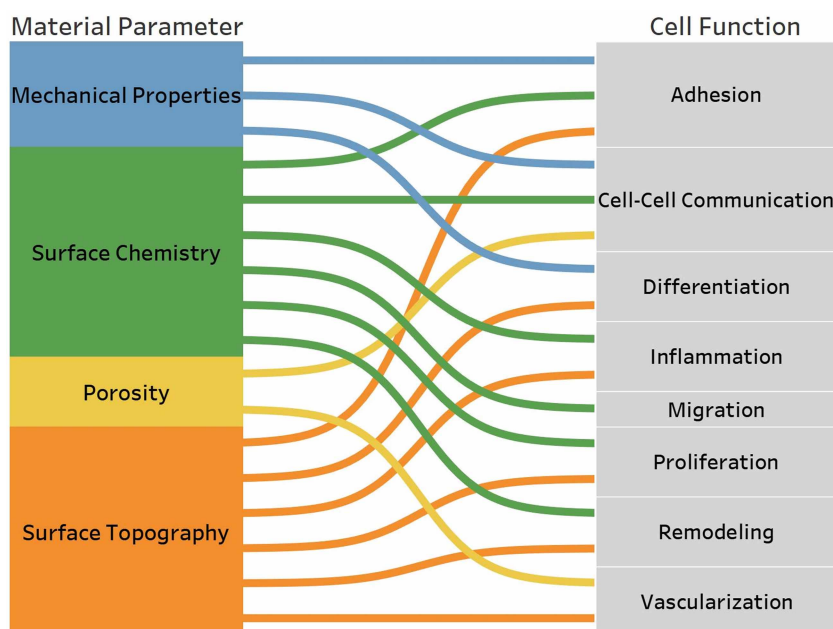 Material Parameter
Cell Function
Mechanical Properties
Surface Chemistry
Porosity
Surface Topography
Adhesion
Cell-Cell Communication
Differentiation
Inflammation
Migration
Proliferation
Remodeling
Vascularization